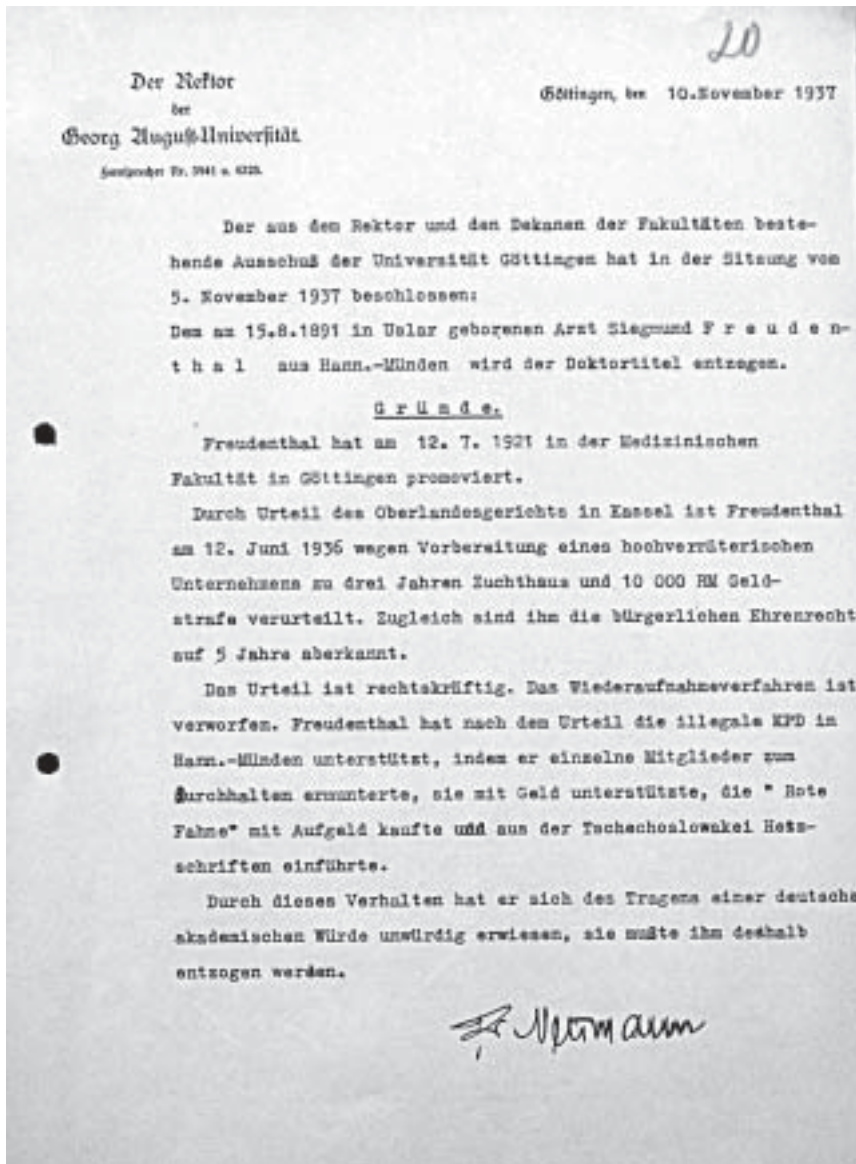 20
Der Rektor
der
Georg August-Universität.
Fernsprecher Nr. 3941 u. 4328.
Göttingen, den 10.November 1937
Der aus dem Rektor und den Dekanen der Fakultäten beste-
hende Ausschuß der Universität Göttingen hat in der Sitzung vom
5. November 1937 beschlossen:
Dem am 15.8.1891 in Uslar geborenen Arzt Siegmund F r e u d e n-
t h a l aus Hann.-Münden wird der Doktortitel entzogen.
G r ü n d e.
Freudenthal hat am 12. 7. 1921 in der Medizinischen
Fakultät in Göttingen promoviert.
Durch Urteil des Oberlandesgerichts in Kassel ist Freudenthal
am 12. Juni 1936 wegen Vorbereitung eines hochverräterischen
Unternehmens zu drei Jahren Zuchthaus und 10 000 RM Geld-
strafe verurteilt. Zugleich sind ihm die bürgerlichen Ehrenrecht
auf 5 Jahre aberkannt.
Das Urteil ist rechtskräftig. Das Wiederaufnahmeverfahren ist
verworfen. Freudenthal hat nach dem Urteil die illegale KPD in
Hann.-Münden unterstützt, indem er einzelne Mitglieder zum
durchhalten ermunterte, sie mit Geld unterstützte, die " Rote
Fahne" mit Aufgeld kaufte und aus der Tschechoslowakei Hetz-
schriften einführte.
Durch dieses Verhalten hat er sich des Tragens einer deutsche
akademischen Würde unwürdig erwiesen, sie mußte ihm deshalb
entzogen werden.
Neumann